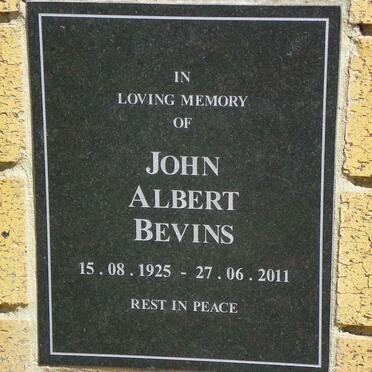 IN
LOVING MEMORY
OF
JOHN
ALBERT
BEVINS
15 . 08 . 1925 - 27 . 06 . 2011
REST IN PEACE